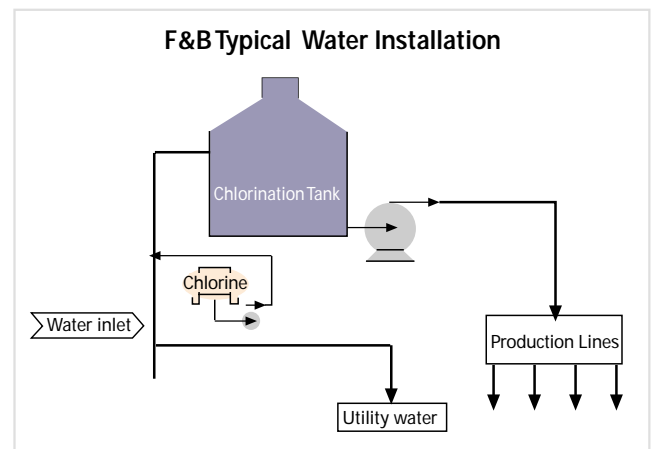 F&B Typical Water Installation
Chlorination Tank
Chlorine
Water inlet
Production Lines
Utility water